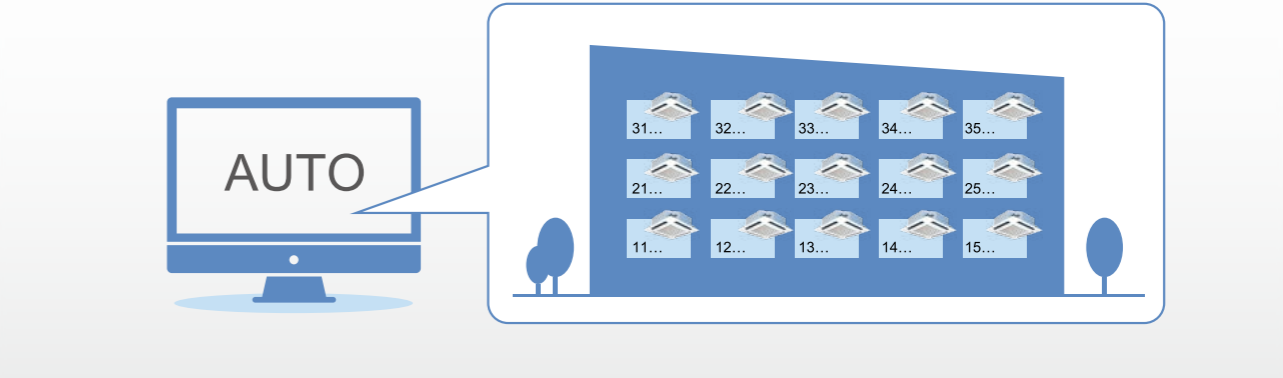 AUTO
31… 32… 33… 34… 35…
21… 22… 23… 24… 25…
11… 12… 13… 14… 15…